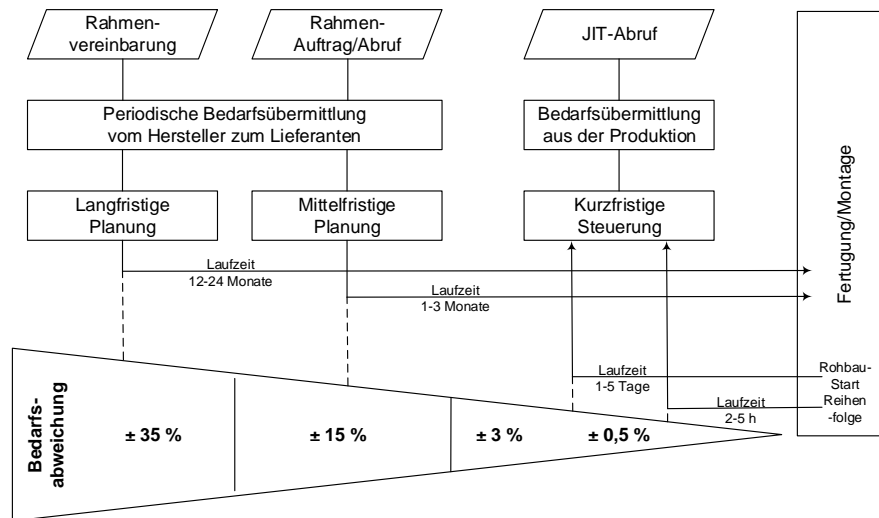 Rahmen-
vereinbarung
Rahmen-
Auftrag/Abruf
JIT-Abruf
Periodische Bedarfsübermittlung
vom Hersteller zum Lieferanten
Bedarfsübermittlung
aus der Produktion
Langfristige
Planung
Mittelfristige
Planung
Kurzfristige
Steuerung
Fertugung/Montage
Laufzeit
12-24 Monate
Laufzeit
1-3 Monate
Laufzeit
1-5 Tage
Rohbau-
Start
Laufzeit
2-5 h
Reihen
-folge
Bedarfs-
abweichung
± 35 %
± 15 %
± 3 %
± 0,5 %